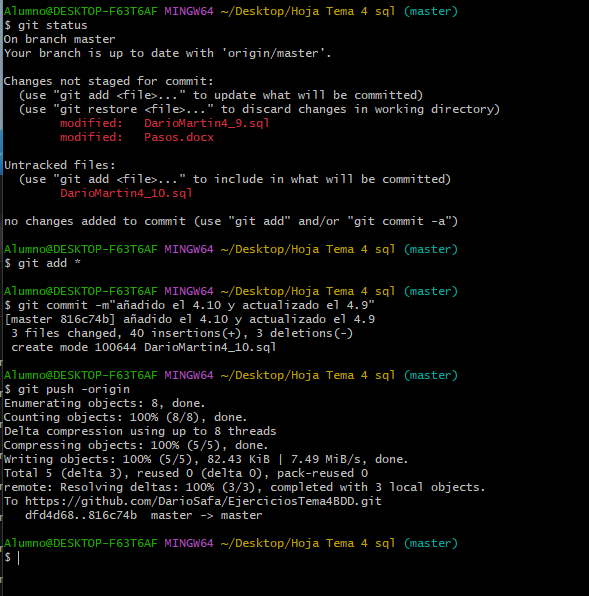 Alumno@DESKTOP-F63T6AF MINGW64 ~/Desktop/Hoja Tema 4 sql (master)
$ git status
On branch master
Your branch is up to date with 'origin/master'.
Changes not staged for commit:
  (use "git add <file>..." to update what will be committed)
  (use "git restore <file>..." to discard changes in working directory)
        modified:   DarioMartin4_9.sql
        modified:   Pasos.docx
Untracked files:
  (use "git add <file>..." to include in what will be committed)
        DarioMartin4_10.sql
no changes added to commit (use "git add" and/or "git commit -a")
Alumno@DESKTOP-F63T6AF MINGW64 ~/Desktop/Hoja Tema 4 sql (master)
$ git add *
Alumno@DESKTOP-F63T6AF MINGW64 ~/Desktop/Hoja Tema 4 sql (master)
$ git commit -m"añadido el 4.10 y actualizado el 4.9"
[master 816c74b] añadido el 4.10 y actualizado el 4.9
 3 files changed, 40 insertions(+), 3 deletions(-)
 create mode 100644 DarioMartin4_10.sql
Alumno@DESKTOP-F63T6AF MINGW64 ~/Desktop/Hoja Tema 4 sql (master)
$ git push -origin
Enumerating objects: 8, done.
Counting objects: 100% (8/8), done.
Delta compression using up to 8 threads
Compressing objects: 100% (5/5), done.
Writing objects: 100% (5/5), 82.43 KiB | 7.49 MiB/s, done.
Total 5 (delta 3), reused 0 (delta 0), pack-reused 0
remote: Resolving deltas: 100% (3/3), completed with 3 local objects.
To https://github.com/DarioSafa/EjerciciosTema4BDD.git
   dfd4d68..816c74b  master -> master
Alumno@DESKTOP-F63T6AF MINGW64 ~/Desktop/Hoja Tema 4 sql (master)
$